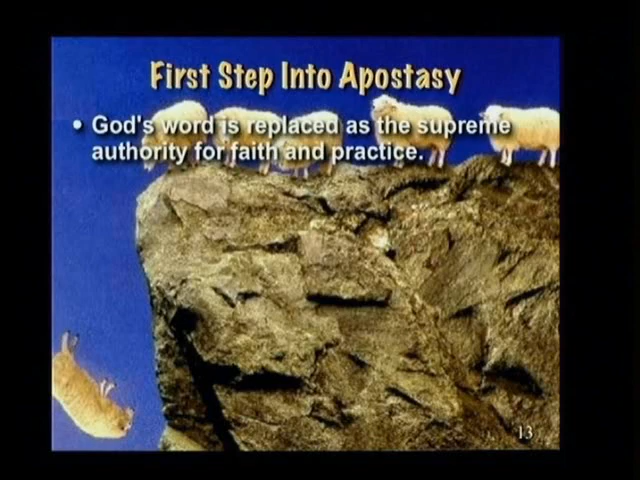 First Step Into Apostasy
• God's word is replaced as the supreme
authority for faith and practice.
13